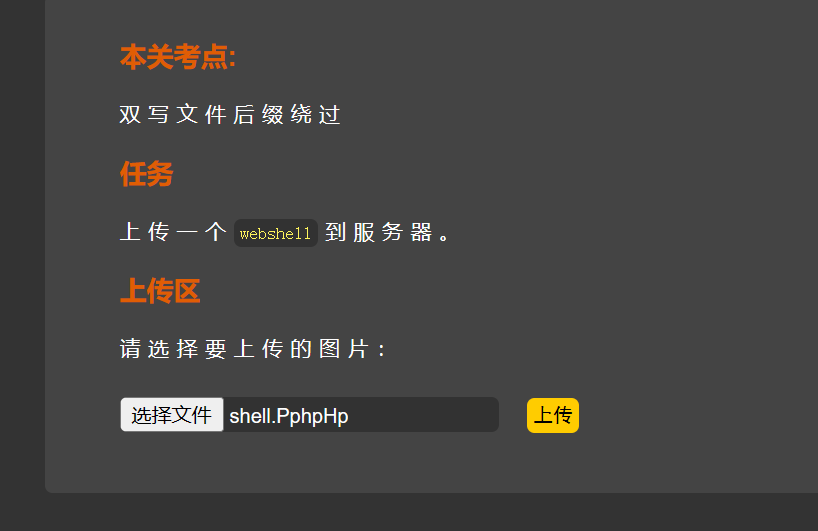 本关考点:
双写文件后缀绕过
任务
上传一个 webshell 到服务器。
上传区
请选择要上传的图片：
选择文件 shell.PphpHp 上传